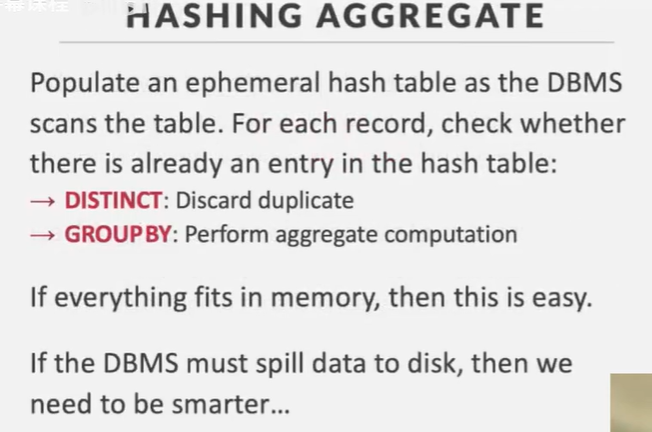 HASHING AGGREGATE
Populate an ephemeral hash table as the DBMS
scans the table. For each record, check whether
there is already an entry in the hash table:
→ DISTINCT: Discard duplicate
→ GROUP BY: Perform aggregate computation
If everything fits in memory, then this is easy.
If the DBMS must spill data to disk, then we
need to be smarter…